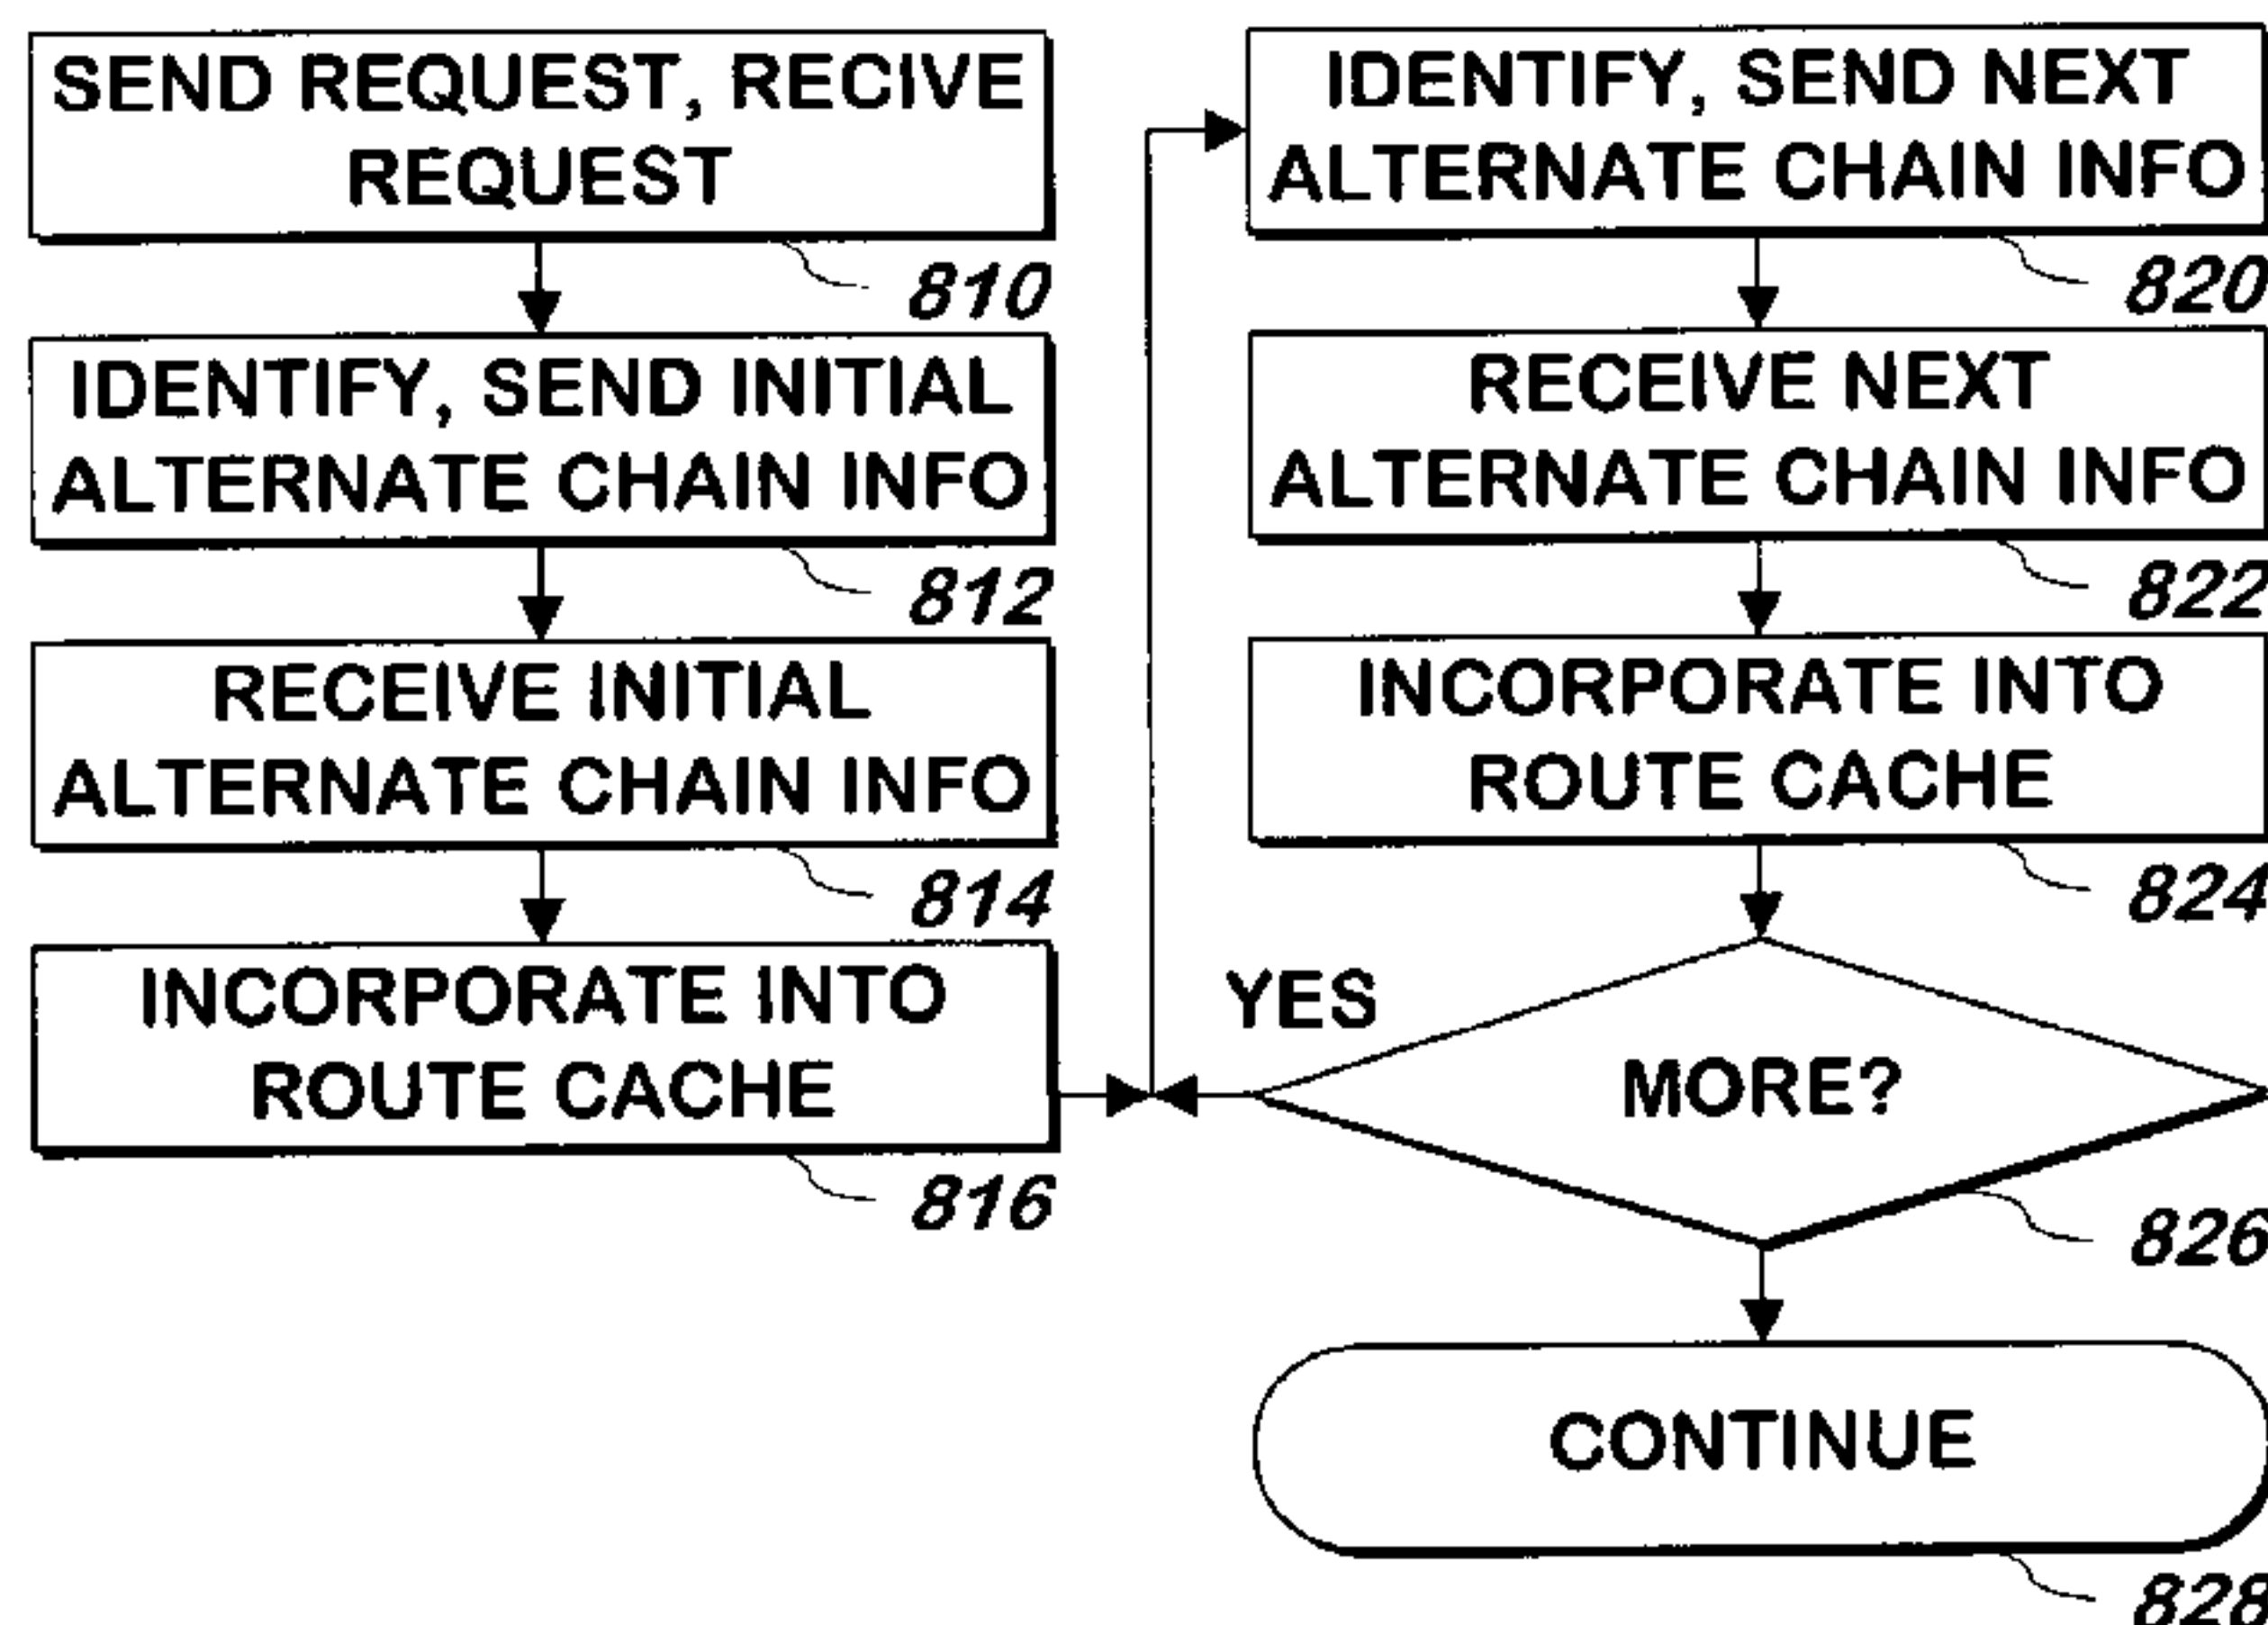 SEND REQUEST, RECIVE
REQUEST
810
IDENTIFY, SEND INITIAL
ALTERNATE CHAIN INFO
812
RECEIVE INITIAL
ALTERNATE CHAIN INFO
814
INCORPORATE INTO
ROUTE CACHE
816
IDENTIFY, SEND NEXT
ALTERNATE CHAIN INFO
820
RECEIVE NEXT
ALTERNATE CHAIN INFO
822
INCORPORATE INTO
ROUTE CACHE
824
YES
MORE?
826
CONTINUE
828